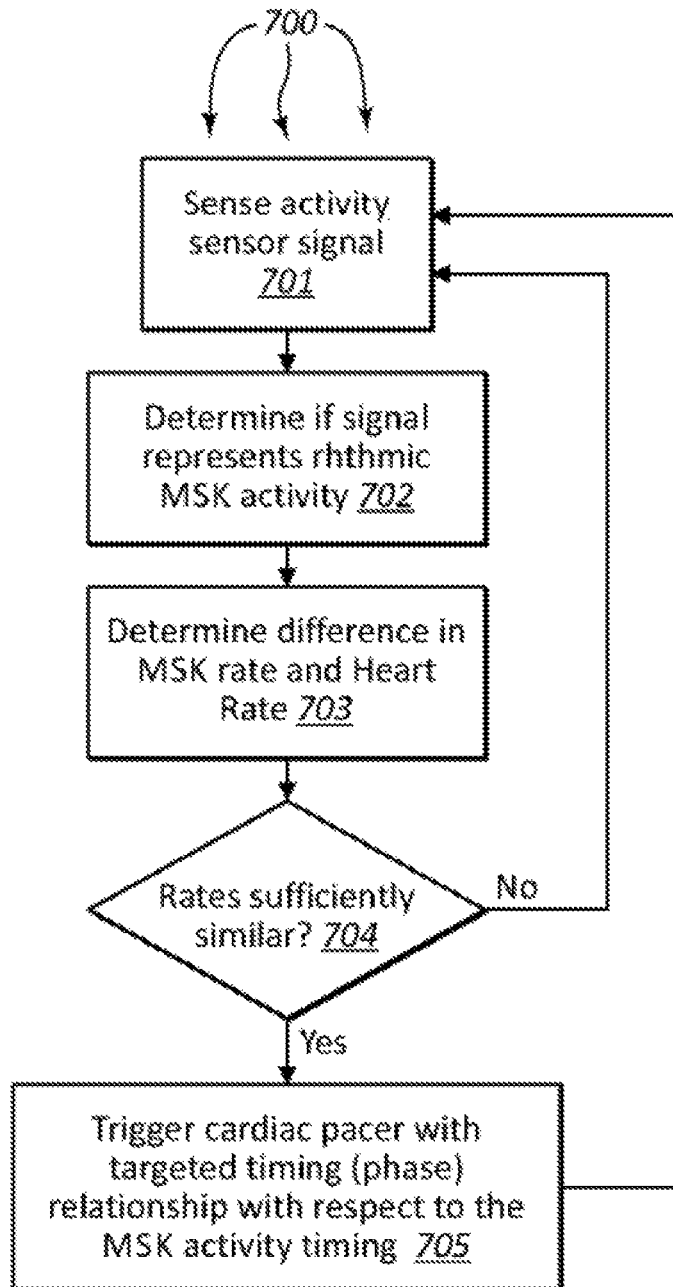 700
Sense activity
sensor signal
701
Determine if signal
represents rhthmic
MSK activity 702
Determine difference in
MSK rate and Heart
Rate 703
Rates sufficiently
similar? 704
No
Yes
Trigger cardiac pacer with
targeted timing (phase)
relationship with respect to the
MSK activity timing 705